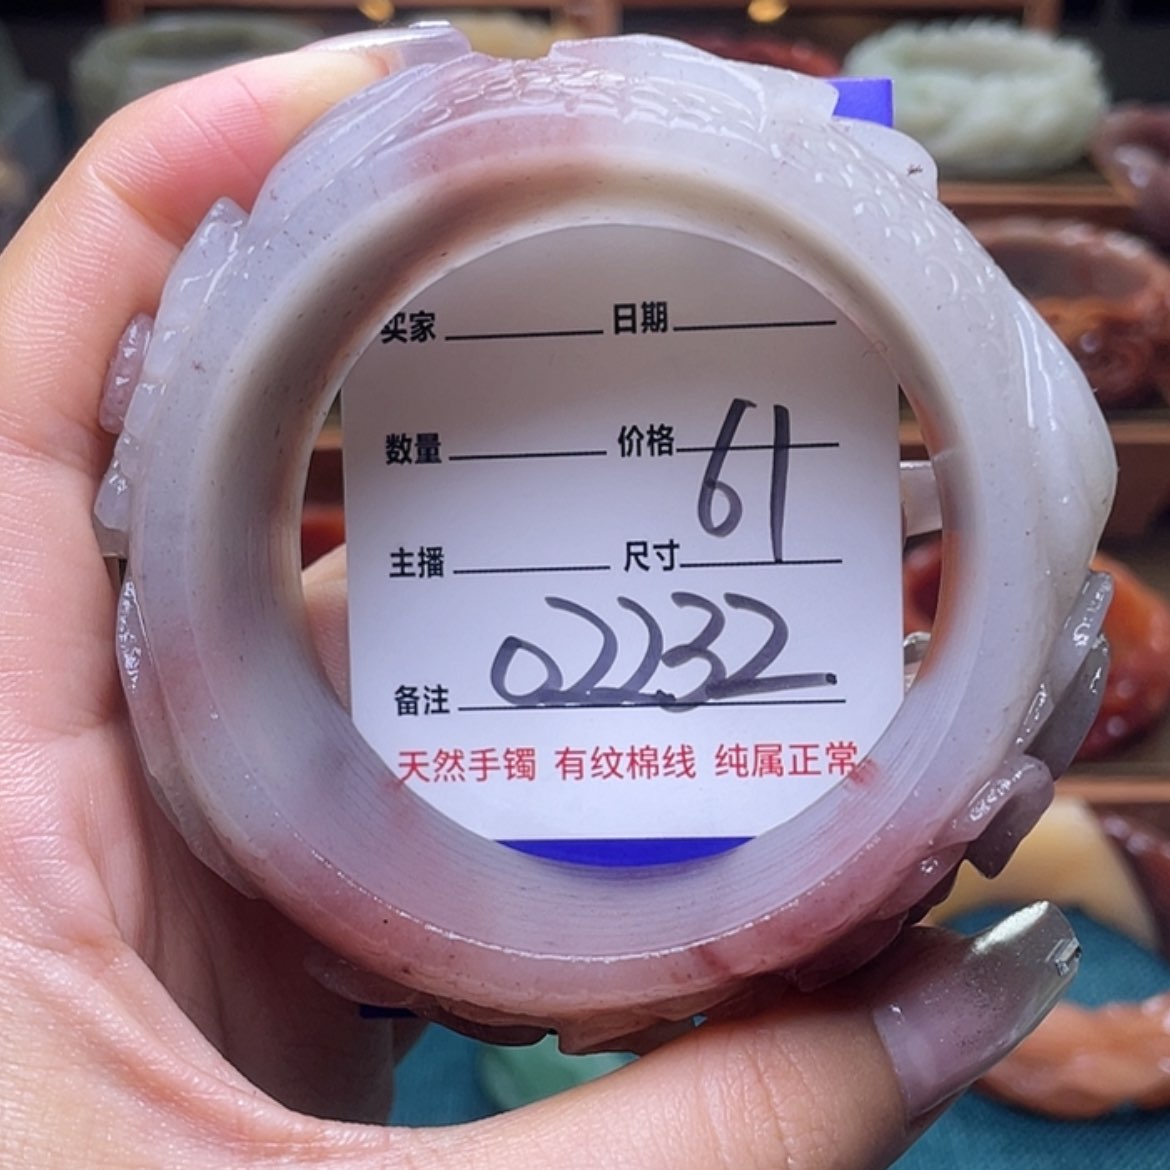 买家 日期
数量 价格
61
主播 尺寸
02232.
备注
天然手镯 有纹棉线 纯属正常